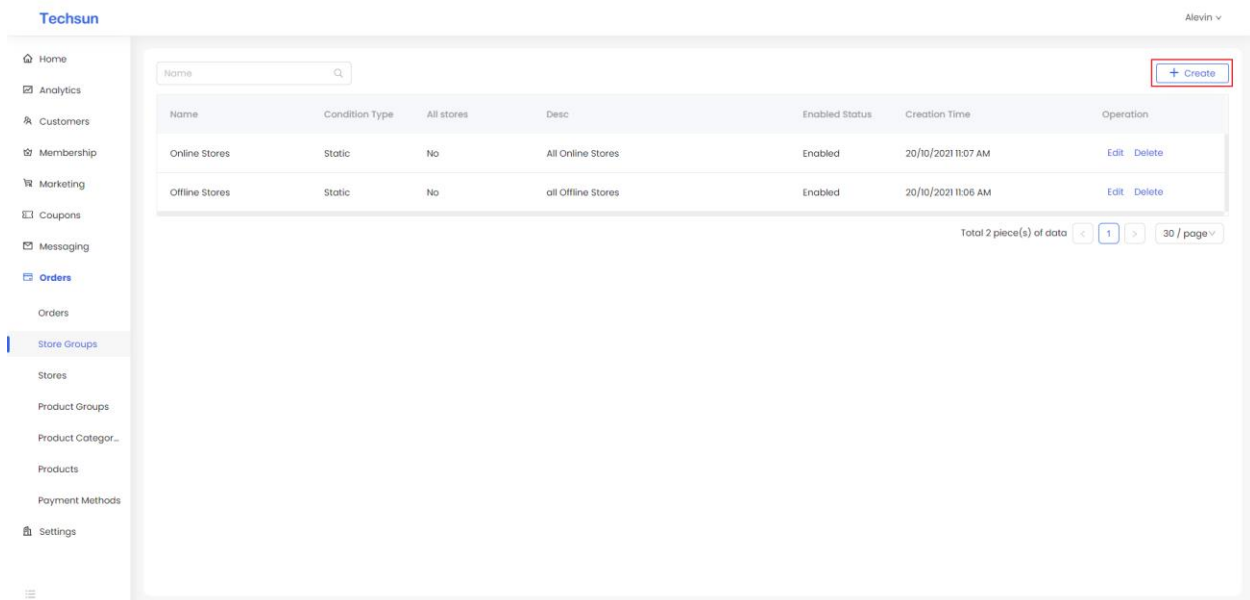 Techsun
Alevin
Home
Analytics
Customers
Membership
Marketing
Coupons
Messaging
Orders
Orders
Store Groups
Stores
Product Groups
Product Categor...
Products
Payment Methods
Settings
Name
+ Create
Name Condition Type All stores Desc Enabled Status Creation Time Operation
Online Stores Static No All Online Stores Enabled 20/10/2021 11:07 AM Edit Delete
Offline Stores Static No all Offline Stores Enabled 20/10/2021 11:06 AM Edit Delete
Total 2 piece(s) of data < 1 > 30 / page